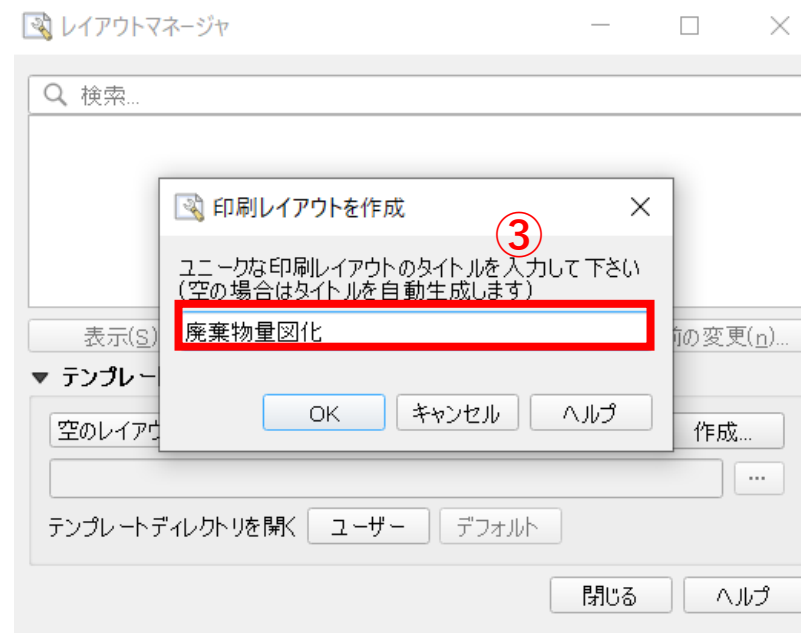 レイアウトマネージャ
検索...
印刷レイアウトを作成
③
ユニークな印刷レイアウトのタイトルを入力して下さい
(空の場合はタイトルを自動生成します)
廃棄物量図化
表示(S)
前の変更(n)...
OK
キャンセル
ヘルプ
テンプレー
空のレイアウ
作成...
...
テンプレートディレクトリを開く
ユーザー
デフォルト
閉じる
ヘルプ